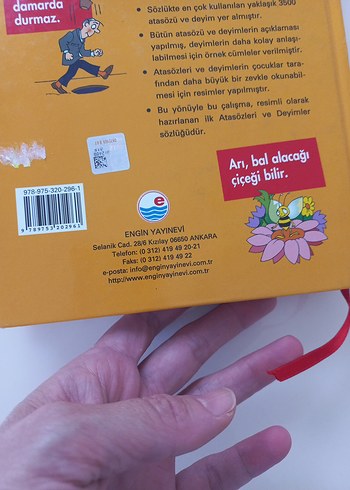 damarda
durmaz.
• Sözlükte en çok kullanılan yaklaşık 3500
atasözü ve deyim yer almıştır.
• Bütün atasözü ve deyimlerin açıklaması
yapılmış, deyimlerin daha kolay anlaşı-
labilmesi için örnek cümleler verilmiştir.
• Atasözleri ve deyimlerin çocuklar tara-
fından daha büyük bir zevkle okunabil-
mesi için resimler yapılmıştır.
• Bu yönüyle bu çalışma, resimli olarak
hazırlanan ilk Atasözleri ve Deyimler
sözlüğüdür.
Arı, bal alacağı
çiçeği bilir.
978-975-320-296-1
9 789753 202961
e
ENGİN YAYINEVİ
Selanik Cad. 28/6 Kızılay 06650 ANKARA
Telefon: (0 312) 419 49 20-21
Faks: (0 312) 419 49 22
e-posta: info@enginyayinevi.com.tr
http://www.enginyayinevi.com.tr